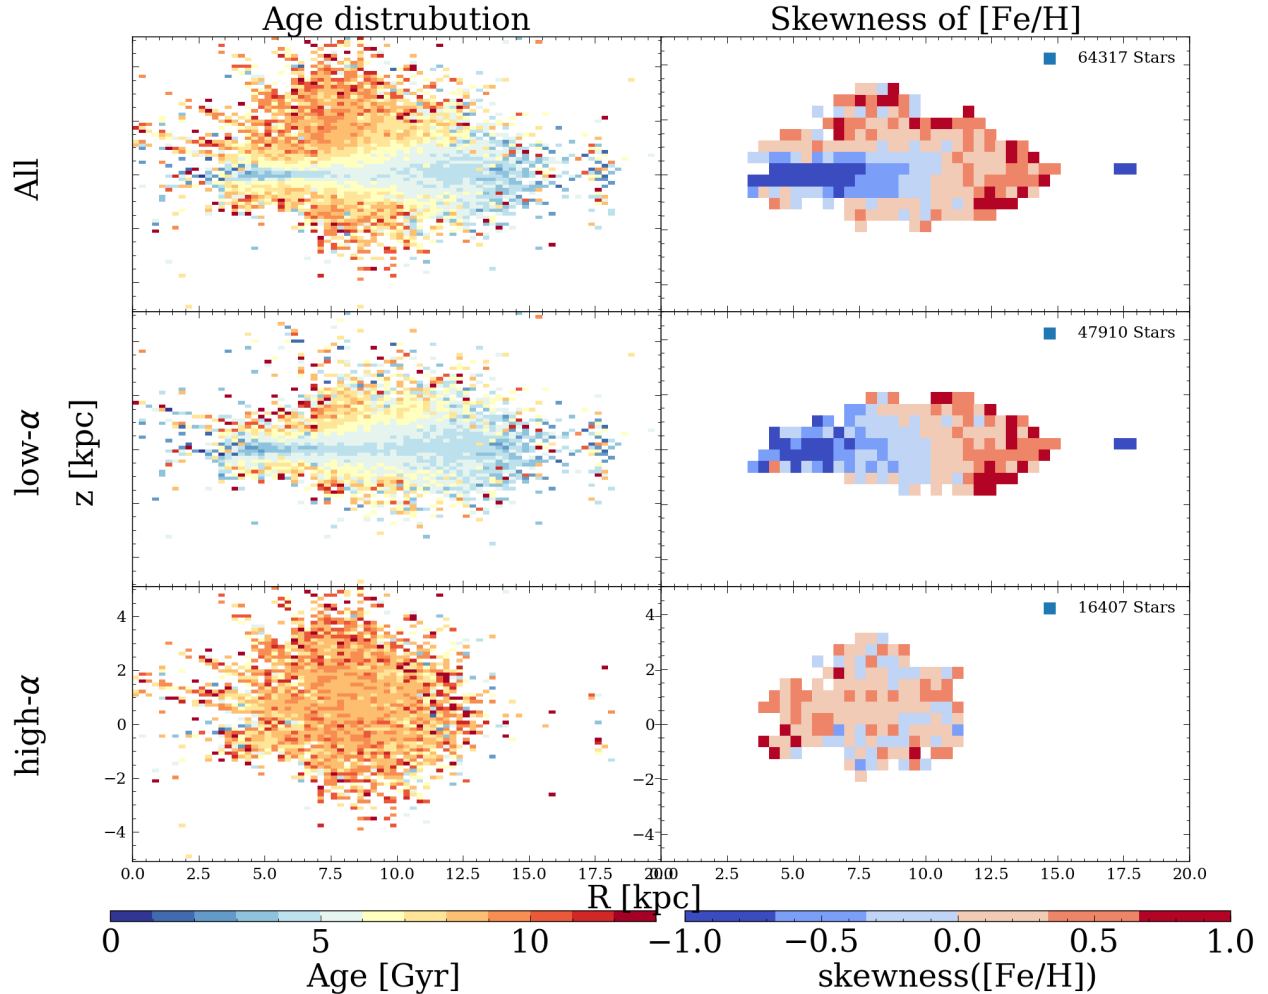 Age distrubution
Skewness of [Fe/H]
All
64317 Stars
low-α
47910 Stars
z [kpc]
high-α
16407 Stars
4
2
0
−2
−4
4
2
0
−2
−4
0.0 2.5 5.0 7.5 10.0 12.5 15.0 17.5 20.0
0.0 2.5 5.0 7.5 10.0 12.5 15.0 17.5 20.0
R [kpc]
0 5 10
−1.0 −0.5 0.0 0.5 1.0
Age [Gyr]
skewness([Fe/H])